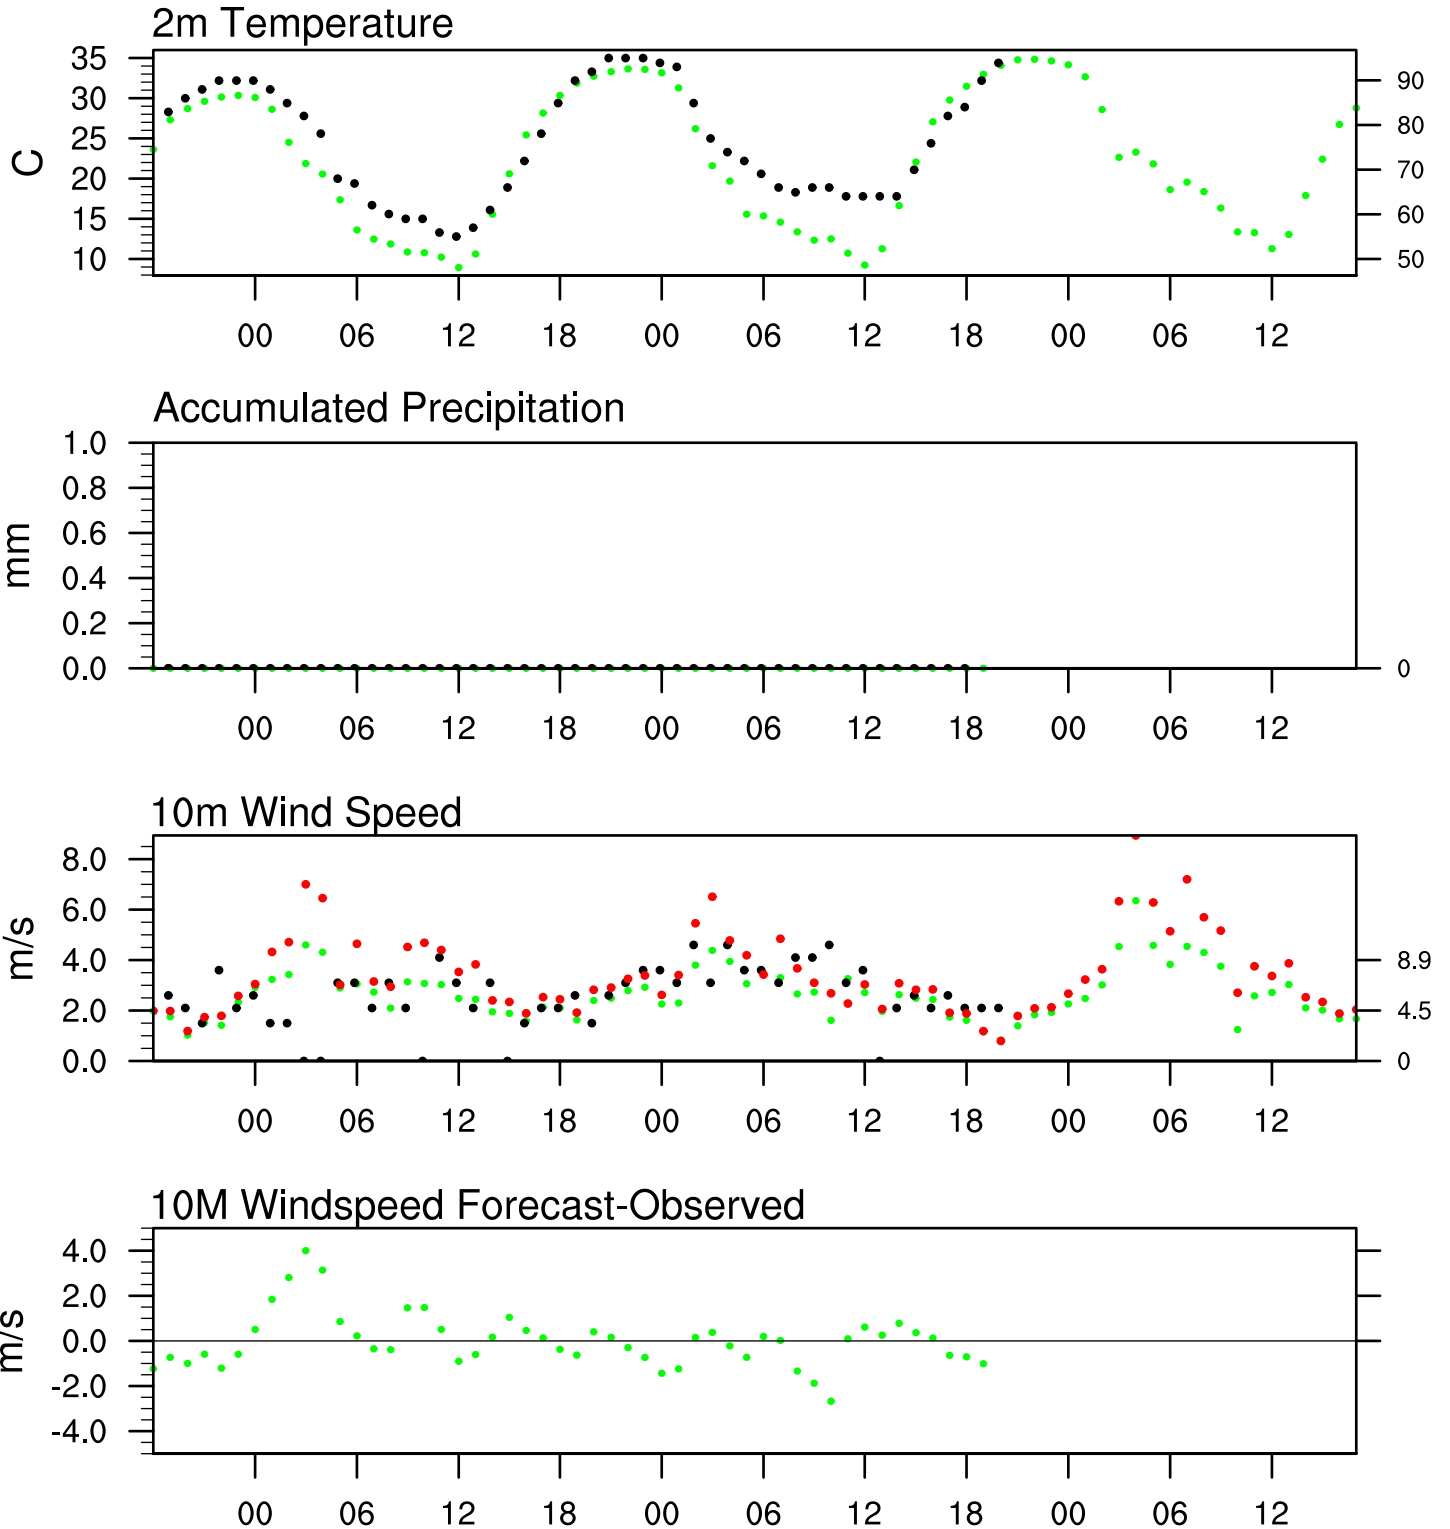 2m Temperature
35
30
25
20
15
10
C
90
80
70
60
50
00 06 12 18 00 06 12 18 00 06 12
Accumulated Precipitation
1.0
0.8
0.6
0.4
0.2
0.0
mm
0
00 06 12 18 00 06 12 18 00 06 12
10m Wind Speed
8.0
6.0
4.0
2.0
0.0
m/s
8.9
4.5
0
00 06 12 18 00 06 12 18 00 06 12
10M Windspeed Forecast-Observed
4.0
2.0
0.0
-2.0
-4.0
m/s
00 06 12 18 00 06 12 18 00 06 12